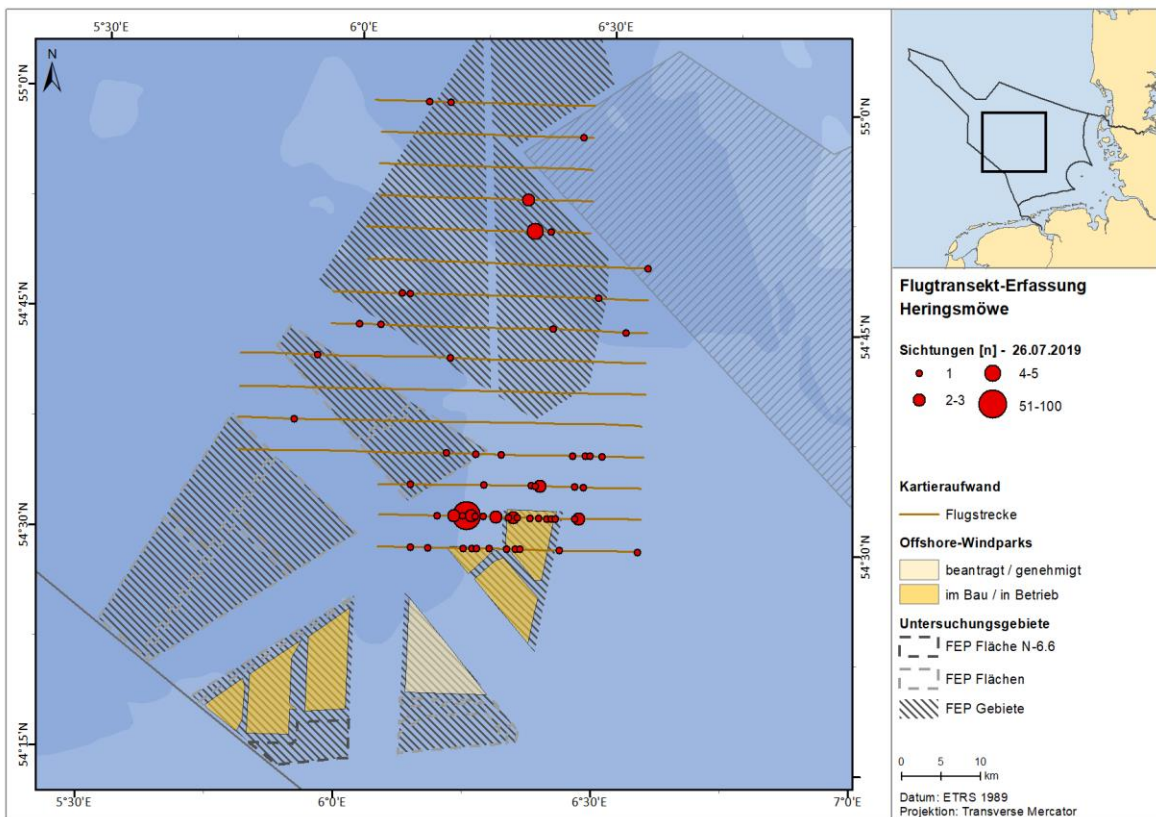 5°30'E
6°0'E
6°30'E
N
55°0'N
55°0'N
54°45'N
54°45'N
54°30'N
54°30'N
54°15'N
5°30'E
6°0'E
6°30'E
7°0'E
Flugtransekt-Erfassung
Heringsmöwe
Sichtungen [n] - 26.07.2019
1
4-5
2-3
51-100
Kartieraufwand
Flugstrecke
Offshore-Windparks
beantragt / genehmigt
im Bau / in Betrieb
Untersuchungsgebiete
FEP Fläche N-6.6
FEP Flächen
FEP Gebiete
0 5 10
km
Datum: ETRS 1989
Projektion: Transverse Mercator